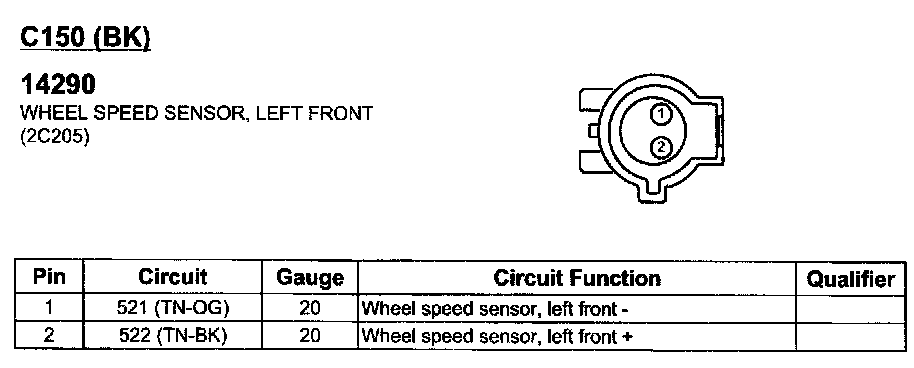 C150 (BK)
14290
WHEEL SPEED SENSOR, LEFT FRONT
(2C205)
1
2
Pin Circuit Gauge Circuit Function Qualifier
1 521 (TN-OG) 20 Wheel speed sensor, left front -
2 522 (TN-BK) 20 Wheel speed sensor, left front +